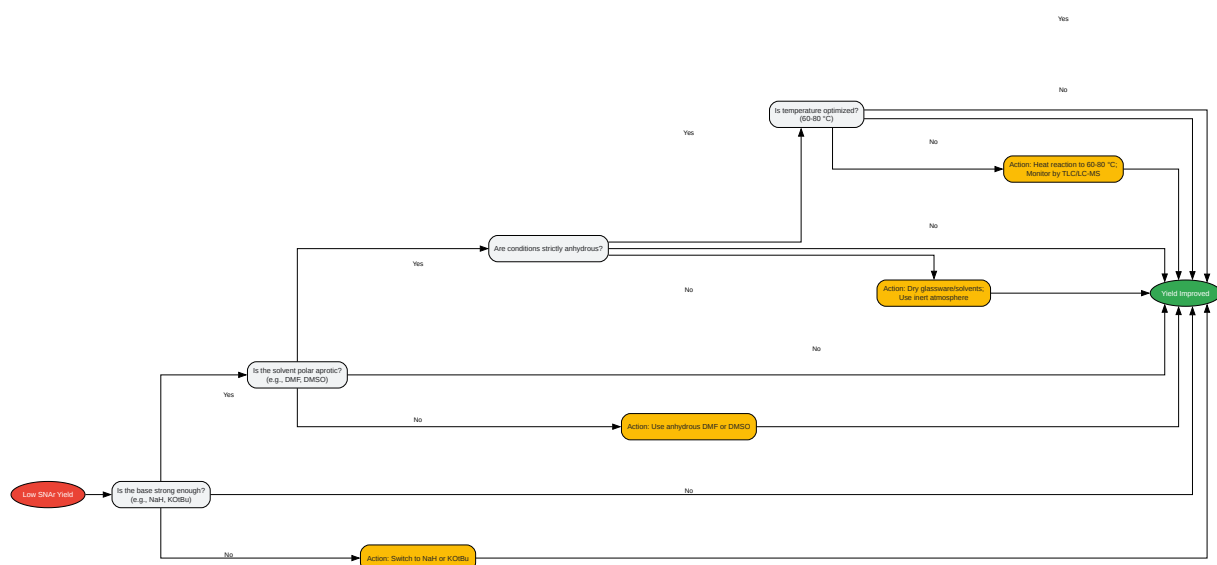 Yes
No
Is temperature optimized?
(60-80 °C)
Yes
No
Action: Heat reaction to 60-80 °C;
Monitor by TLC/LC-MS
No
Are conditions strictly anhydrous?
Yes
No
Action: Dry glassware/solvents;
Use inert atmosphere
Yield Improved
No
Is the solvent polar aprotic?
(e.g., DMF, DMSO)
Yes
No
Action: Use anhydrous DMF or DMSO
Low SNAr Yield
Is the base strong enough?
(e.g., NaH, KOtBu)
No
No
Action: Switch to NaH or KOtBu